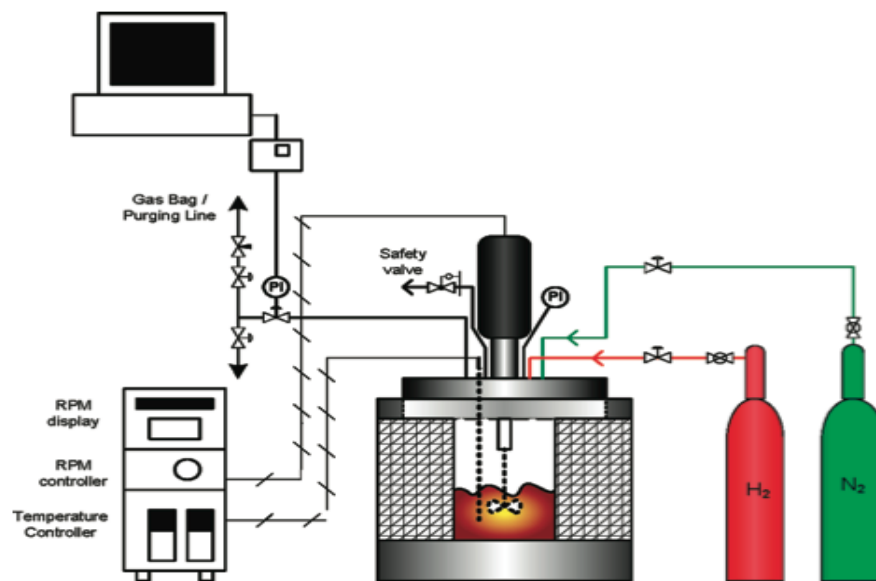 Gas Bag /
Purging Line
Safety
valve
PI
PI
RPM
display
RPM
controller
Temperature
Controller
H₂
N₂